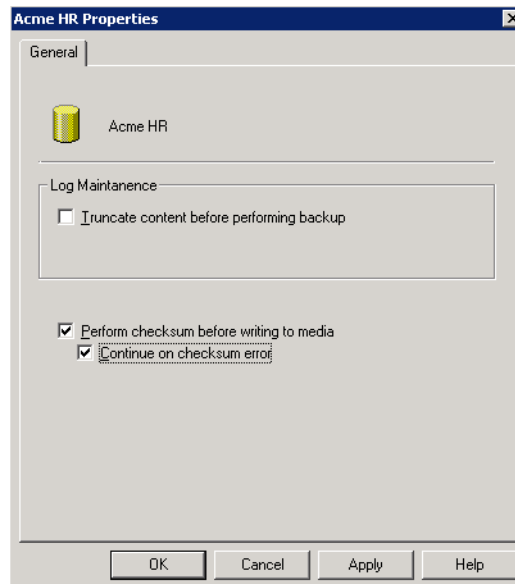 Acme HR Properties
General
Acme HR
Log Maintanence
Truncate content before performing backup
Perform checksum before writing to media
Continue on checksum error
OK Cancel Apply Help